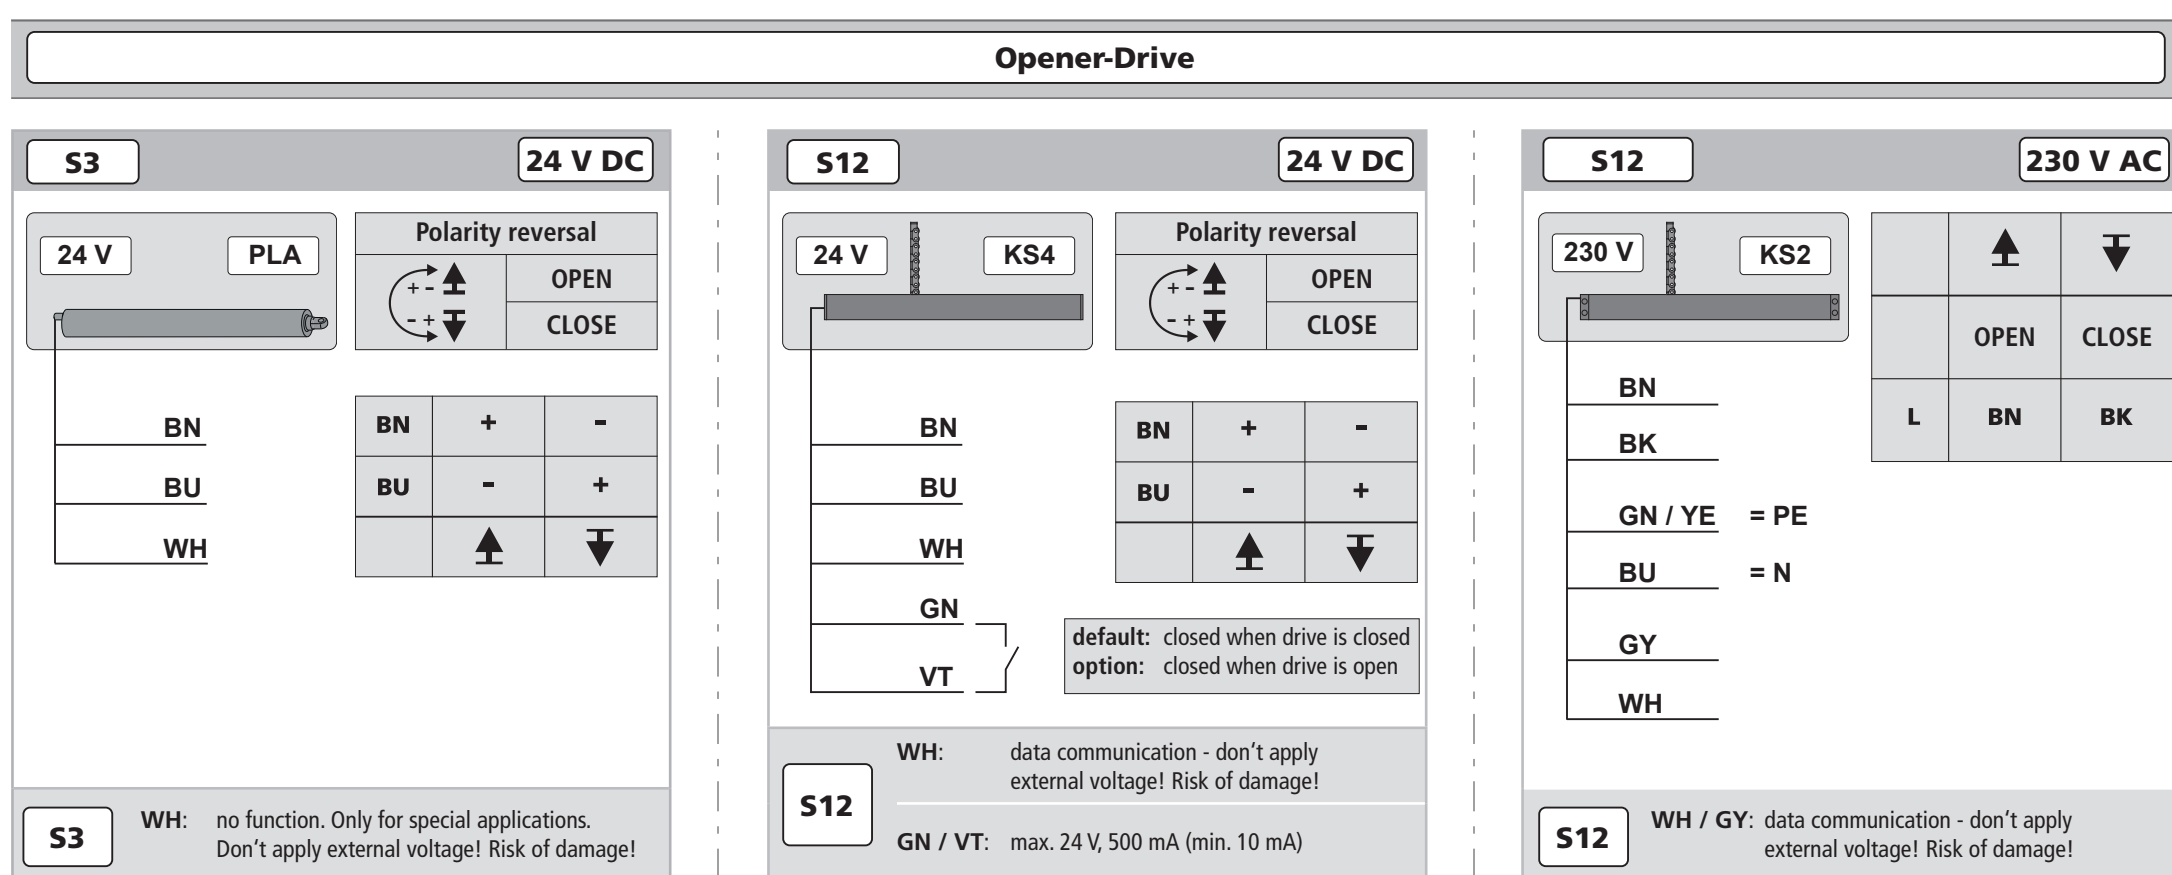 Opener-Drive
S3
24 V DC
24 V
PLA
Polarity reversal
+ -
OPEN
- +
CLOSE
BN
BU
WH
BN + -
BU - +
S3
WH: no function. Only for special applications.
Don't apply external voltage! Risk of damage!
S12
24 V DC
24 V
KS4
Polarity reversal
+ -
OPEN
- +
CLOSE
BN
BU
WH
GN
VT
BN + -
BU - +
default: closed when drive is closed
option: closed when drive is open
S12
WH: data communication - don't apply
external voltage! Risk of damage!
GN / VT: max. 24 V, 500 mA (min. 10 mA)
S12
230 V AC
230 V
KS2
OPEN CLOSE
L BN BK
BN
BK
GN / YE = PE
BU = N
GY
WH
S12
WH / GY: data communication - don't apply
external voltage! Risk of damage!